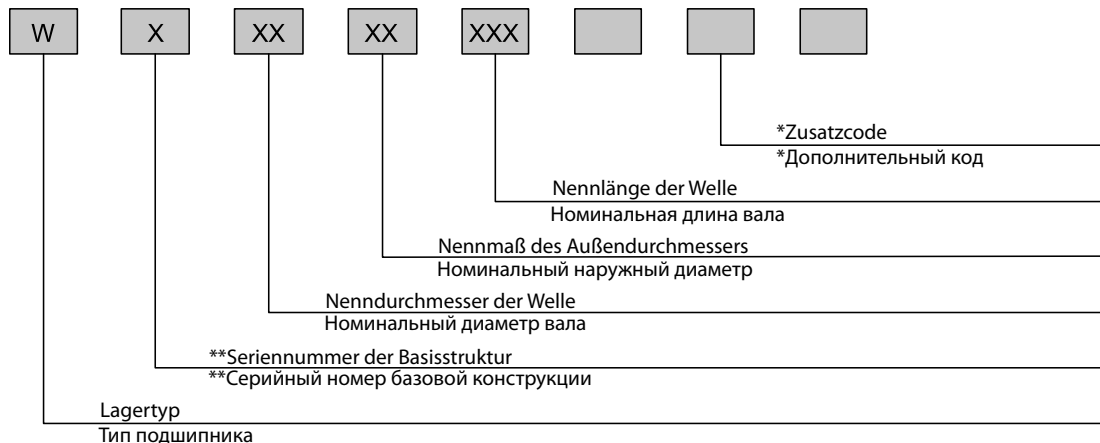 W X XX XX XXX
*Zusatzcode
*Дополнительный код
Nennlänge der Welle
Номинальная длина вала
Nennmaß des Außendurchmessers
Номинальный наружный диаметр
Nenndurchmesser der Welle
Номинальный диаметр вала
**Seriennummer der Basisstruktur
**Серийный номер базовой конструкции
Lagertyp
Тип подшипника